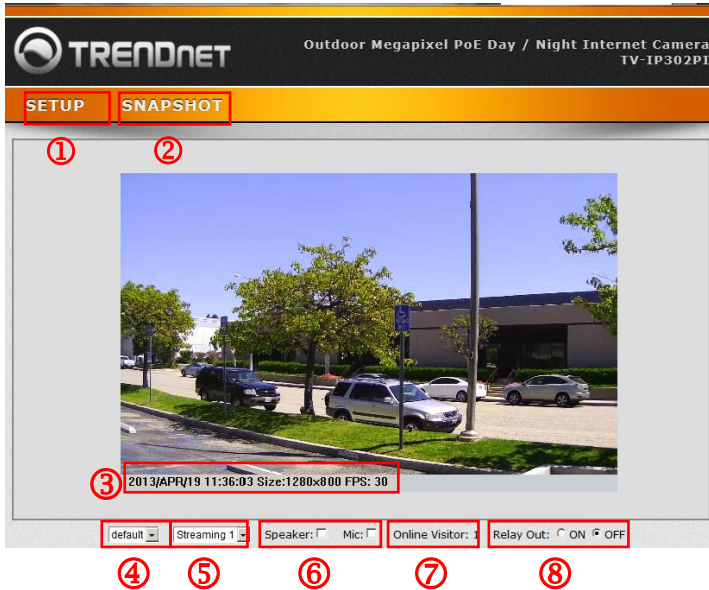 TRENDNET
Outdoor Megapixel PoE Day / Night Internet Camera
TV-IP302PI
SETUP
SNAPSHOT
①
②
③
2013/APR/19 11:36:03 Size:1280x800 FPS: 30
default
Streaming 1
Speaker:
Mic:
Online Visitor: 1
Relay Out:
ON
OFF
④
⑤
⑥
⑦
⑧